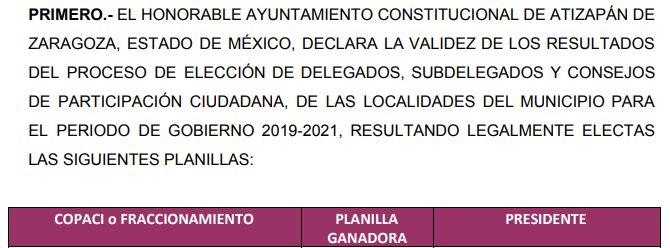 PRIMERO.- EL HONORABLE AYUNTAMIENTO CONSTITUCIONAL DE ATIZAPÁN DE
ZARAGOZA, ESTADO DE MÉXICO, DECLARA LA VALIDEZ DE LOS RESULTADOS
DEL PROCESO DE ELECCIÓN DE DELEGADOS, SUBDELEGADOS Y CONSEJOS
DE PARTICIPACIÓN CIUDADANA, DE LAS LOCALIDADES DEL MUNICIPIO PARA
EL PERIODO DE GOBIERNO 2019-2021, RESULTANDO LEGALMENTE ELECTAS
LAS SIGUIENTES PLANILLAS:
COPACI o FRACCIONAMIENTO
PLANILLA
GANADORA
PRESIDENTE